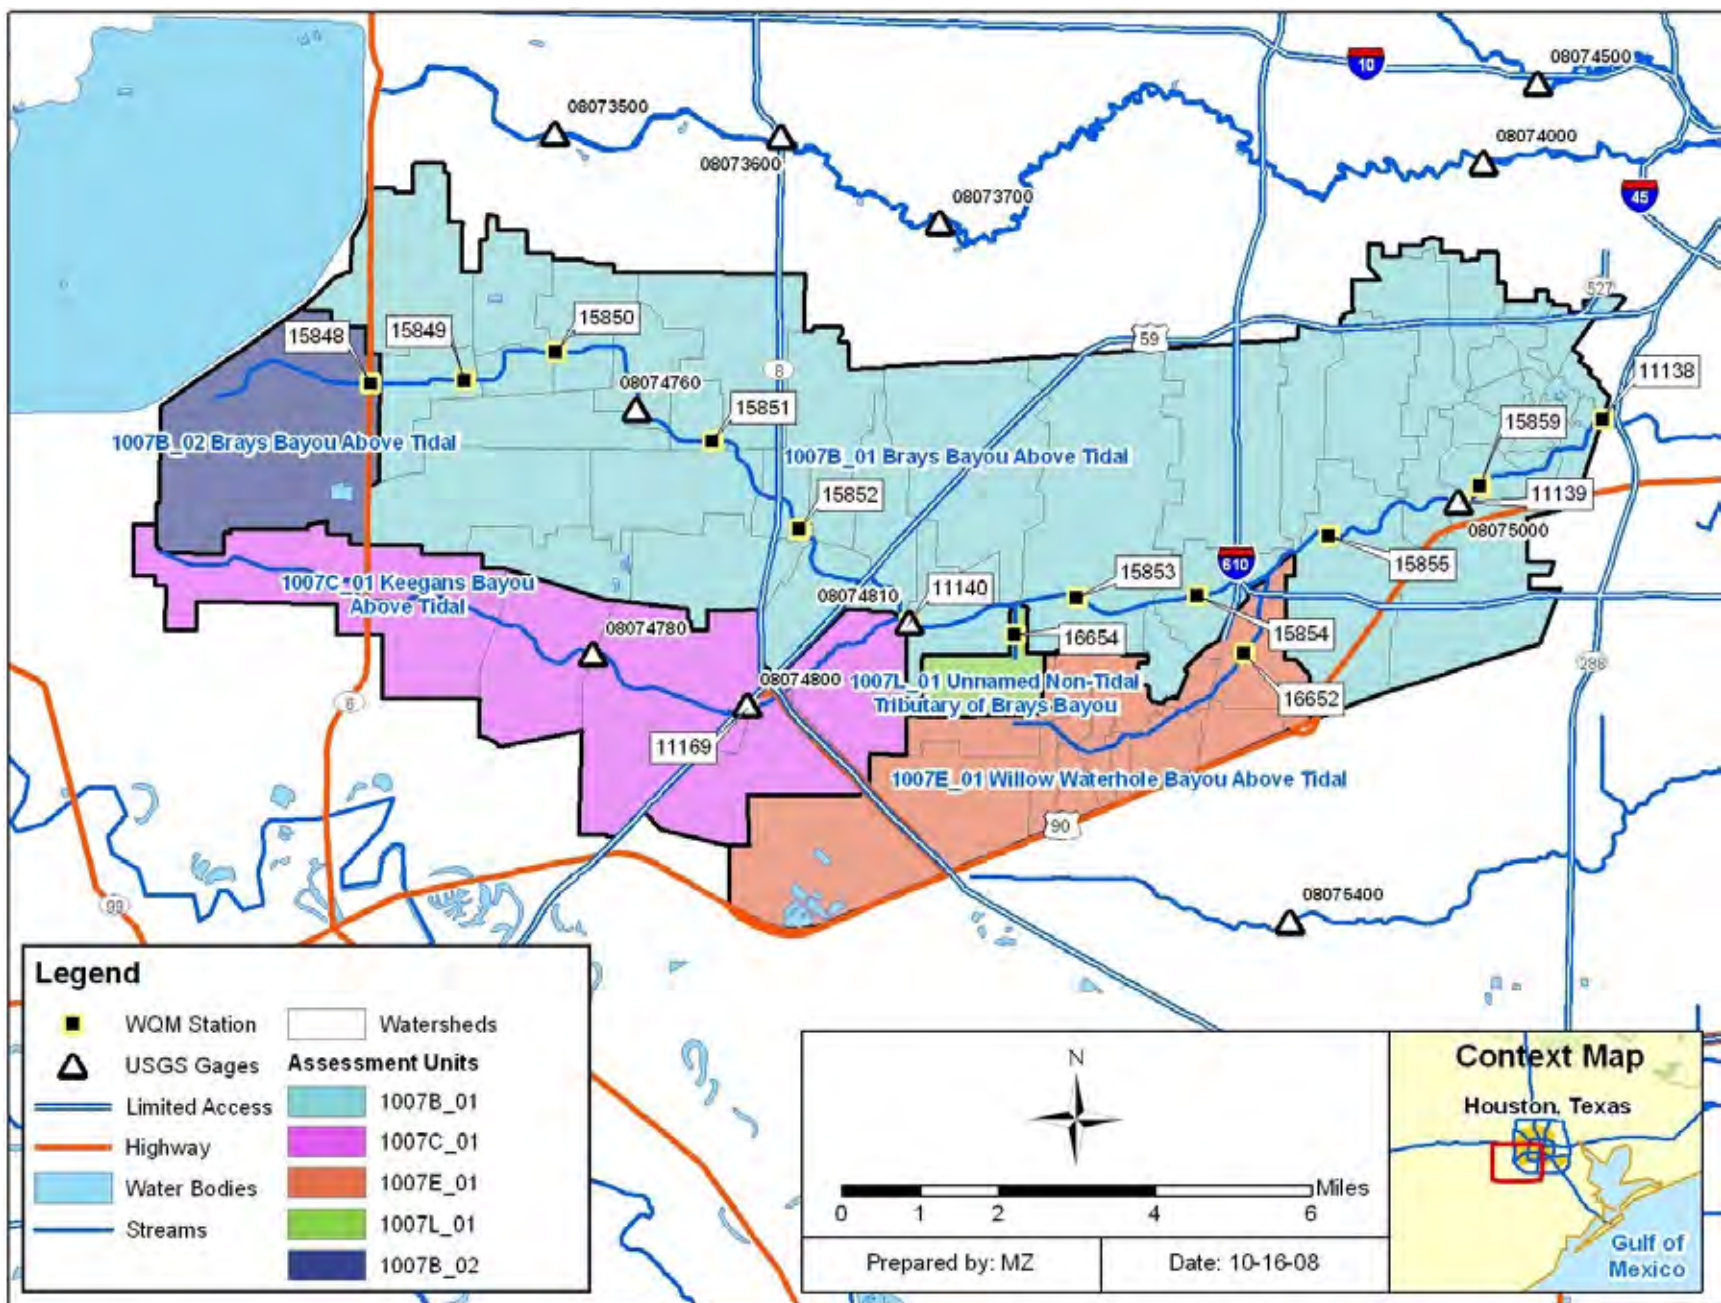 10
08074500
08073500
08074000
08073600
45
08073700
527
59
15848
15849
15850
8
08074760
11138
15851
15859
1007B_02 Brays Bayou Above Tidal
1007B_01 Brays Bayou Above Tidal
15852
11139
08075000
15855
610
1007C_01 Keegans Bayou
Above Tidal
08074810
11140
15853
15854
08074780
16654
288
08074800
1007L_01 Unnamed Non-Tidal
Tributary of Brays Bayou
16652
6
11169
1007E_01 Willow Waterhole Bayou Above Tidal
90
08075400
99
Legend
WQM Station
USGS Gages
Limited Access
Highway
Water Bodies
Streams
Watersheds
Assessment Units
1007B_01
1007C_01
1007E_01
1007L_01
1007B_02
N
Miles
0 1 2 4 6
Prepared by: MZ
Date: 10-16-08
Context Map
Houston, Texas
Gulf of
Mexico